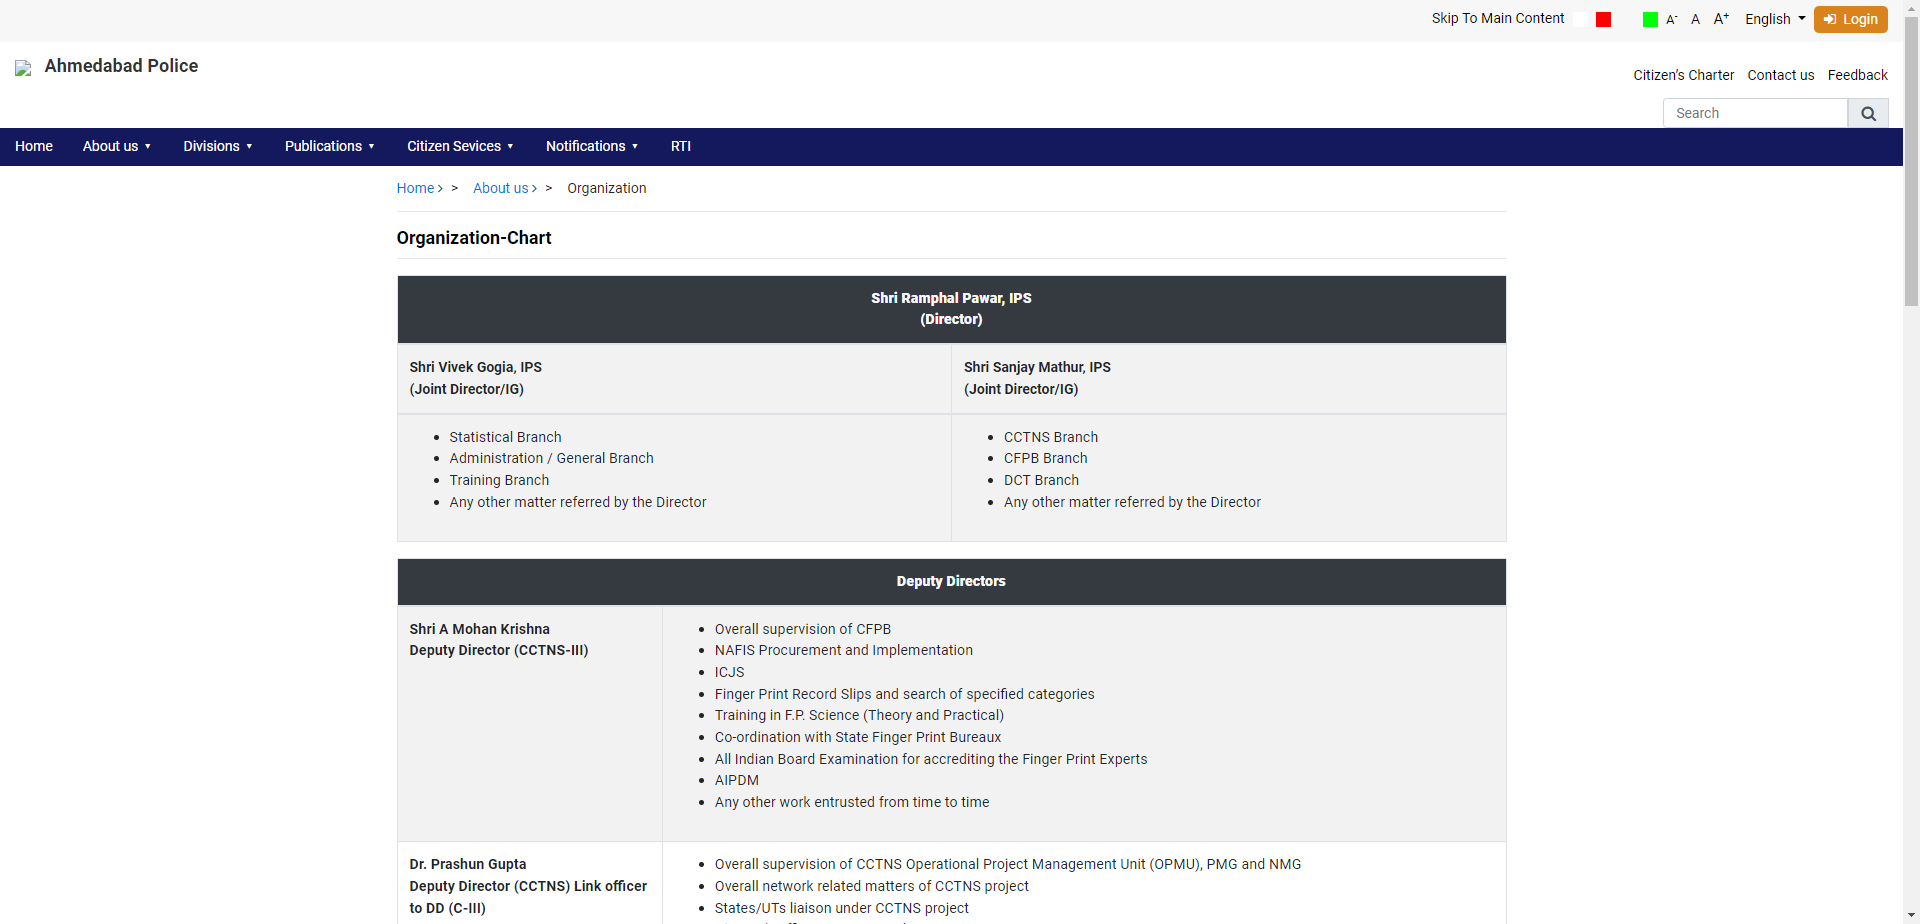 Skip To Main Content
A-
A
A+
English
Login
Ahmedabad Police
Citizen's Charter
Contact us
Feedback
Search
Home
About us
Divisions
Publications
Citizen Sevices
Notifications
RTI
Home > About us > Organization
Organization-Chart
Shri Ramphal Pawar, IPS
(Director)
Shri Vivek Gogia, IPS
(Joint Director/IG)
Shri Sanjay Mathur, IPS
(Joint Director/IG)
Statistical Branch
Administration / General Branch
Training Branch
Any other matter referred by the Director
CCTNS Branch
CFPB Branch
DCT Branch
Any other matter referred by the Director
Deputy Directors
Shri A Mohan Krishna
Deputy Director (CCTNS-III)
Overall supervision of CFPB
NAFIS Procurement and Implementation
ICJS
Finger Print Record Slips and search of specified categories
Training in F.P. Science (Theory and Practical)
Co-ordination with State Finger Print Bureaux
All Indian Board Examination for accrediting the Finger Print Experts
AIPDM
Any other work entrusted from time to time
Dr. Prashun Gupta
Deputy Director (CCTNS) Link officer
to DD (C-III)
Overall supervision of CCTNS Operational Project Management Unit (OPMU), PMG and NMG
Overall network related matters of CCTNS project
States/UTs liaison under CCTNS project